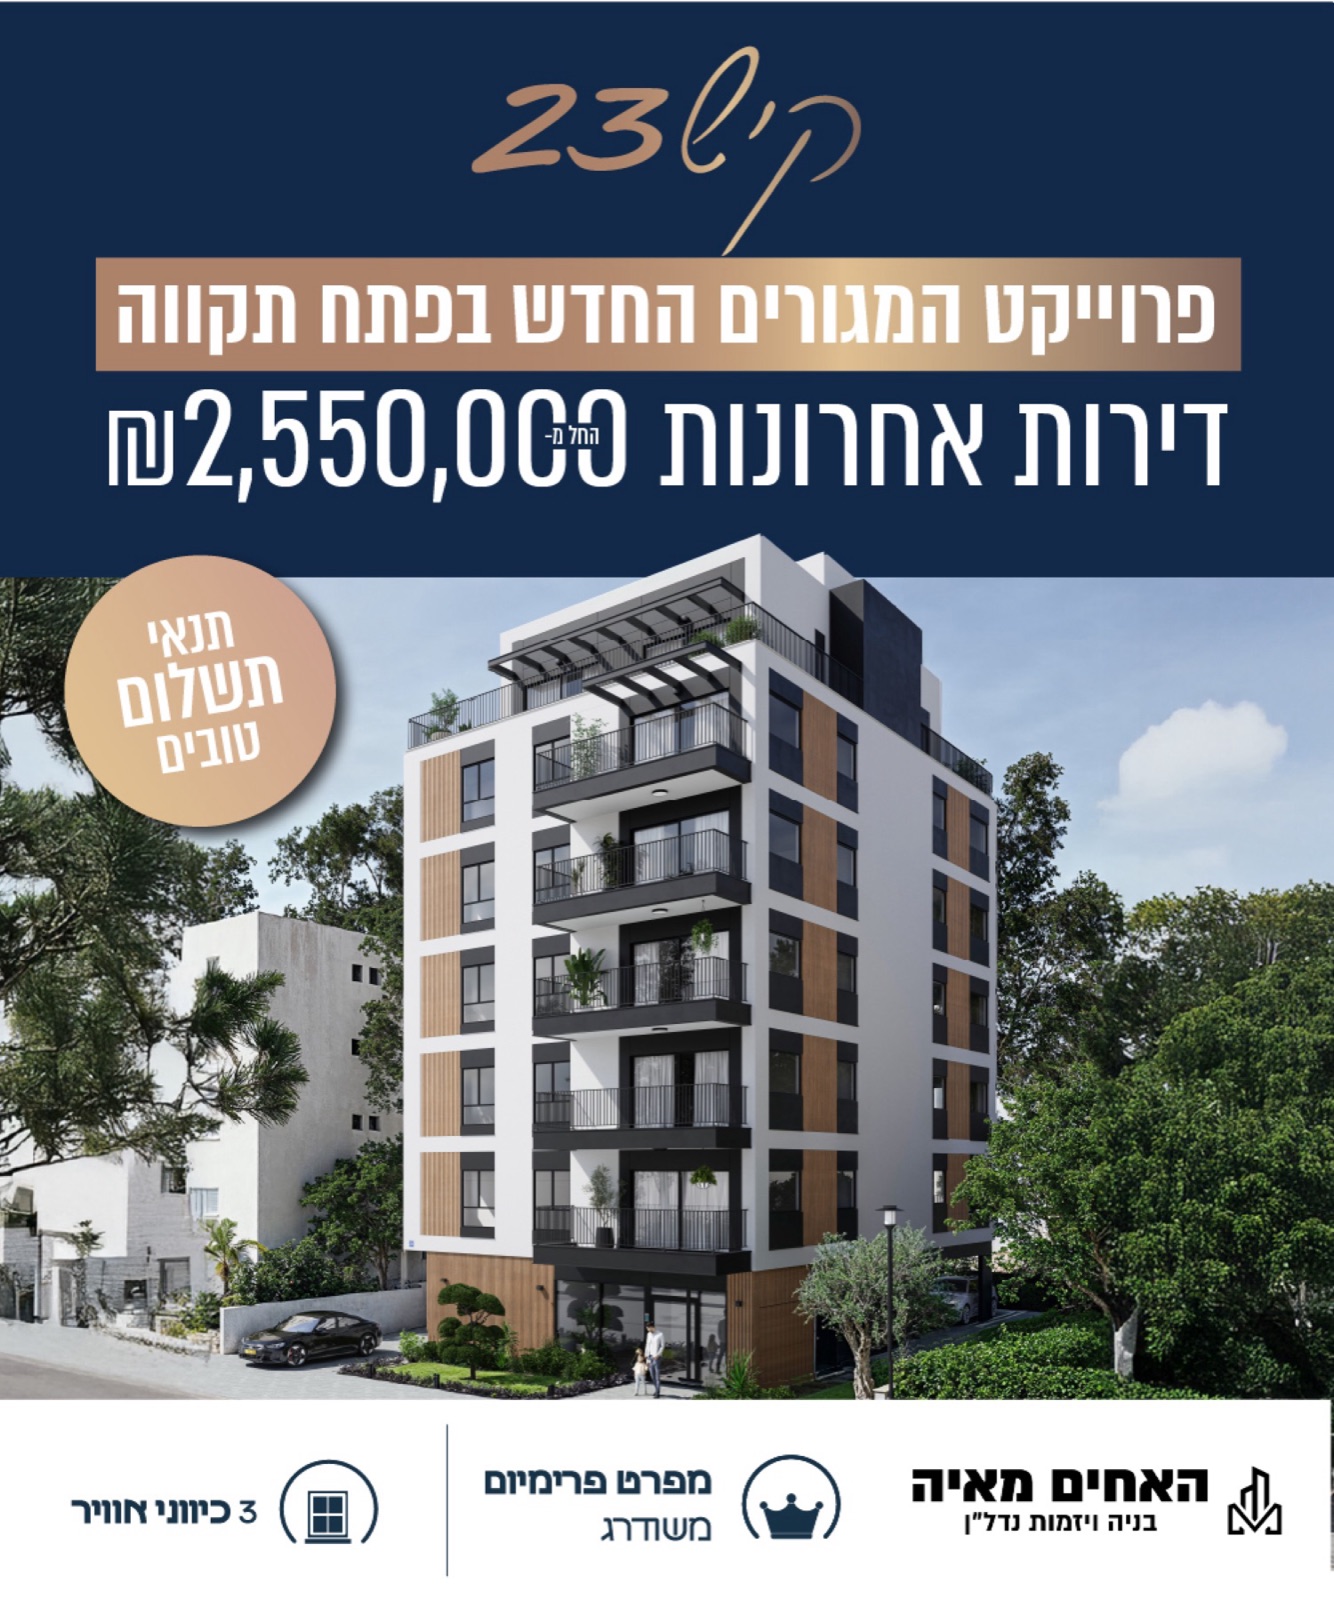 קיש 23
פרוייקט המגורים החדש בפתח תקווה
דירות אחרונות החל מ- 2,550,000₪
תנאי
תשלום
טובים
האחים מאיה
בניה ויזמות נדל"ן
מפרט פרימיום
משודרג
3 כיווני אוויר